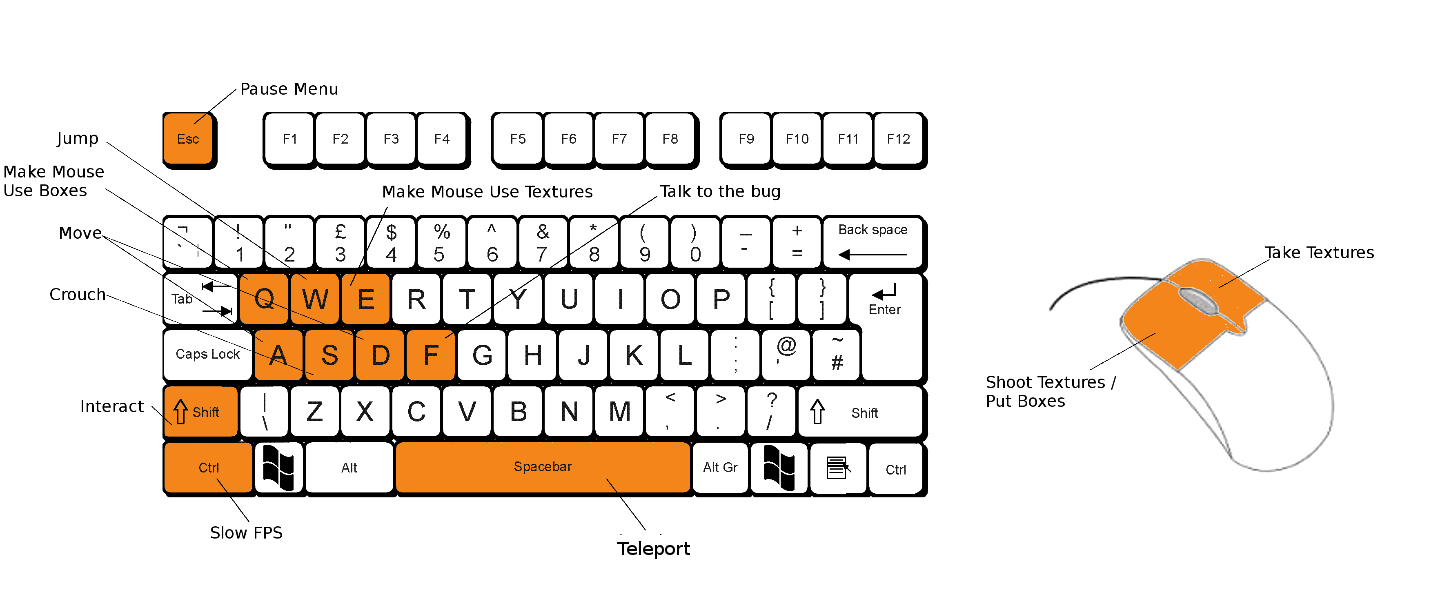 Pause Menu
Jump
Esc F1 F2 F3 F4 F5 F6 F7 F8 F9 F10 F11 F12
Make Mouse
Use Boxes
Make Mouse Use Textures
Talk to the bug
Move
¬ ! " £ $ % ^ & * ( ) _ + Back space
` ¦ 1 2 3 4 5 6 7 8 9 0 - =
Take Textures
Crouch
Tab Q W E R T Y U I O P { [ } ] Enter
Caps Lock A S D F G H J K L : ; @ ' ~ #
Shoot Textures /
Put Boxes
Interact
Shift | \ Z X C V B N M < , > . ? / Shift
Ctrl Alt Spacebar Alt Gr Ctrl
Slow FPS
Teleport